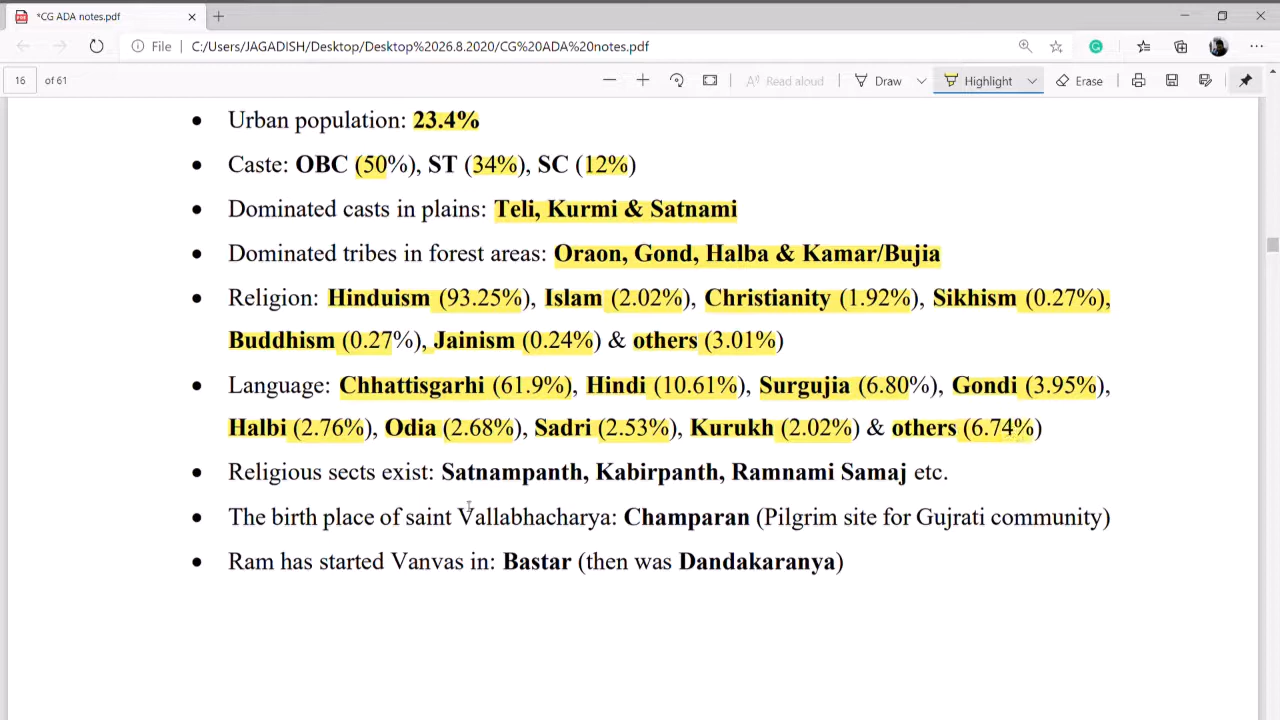 *CG ADA notes.pdf
File | C:/Users/JAGADISH/Desktop/Desktop%2026.8.2020/CG%20ADA%20notes.pdf
16 of 61 Read aloud Draw Highlight Erase
• Urban population: 23.4%
• Caste: OBC (50%), ST (34%), SC (12%)
• Dominated casts in plains: Teli, Kurmi & Satnami
• Dominated tribes in forest areas: Oraon, Gond, Halba & Kamar/Bujia
• Religion: Hinduism (93.25%), Islam (2.02%), Christianity (1.92%), Sikhism (0.27%),
Buddhism (0.27%), Jainism (0.24%) & others (3.01%)
• Language: Chhattisgarhi (61.9%), Hindi (10.61%), Surgujia (6.80%), Gondi (3.95%),
Halbi (2.76%), Odia (2.68%), Sadri (2.53%), Kurukh (2.02%) & others (6.74%)
• Religious sects exist: Satnampanth, Kabirpanth, Ramnami Samaj etc.
• The birth place of saint Vallabhacharya: Champaran (Pilgrim site for Gujrati community)
• Ram has started Vanvas in: Bastar (then was Dandakaranya)